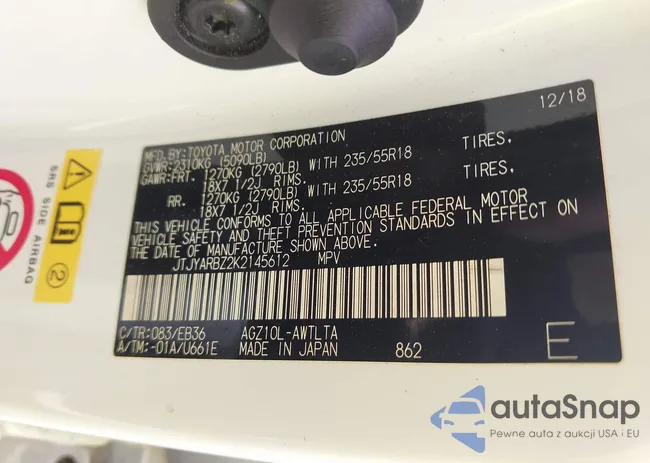 12/18
MFD.BY:TOYOTA MOTOR CORPORATION
GVWR:2310KG (5090LB)
GAWR:FRT. 1270KG (2790LB) WITH 235/55R18 TIRES,
18X7 1/2J RIMS.
RR. 1270KG (2790LB) WITH 235/55R18 TIRES,
18X7 1/2J RIMS.
THIS VEHICLE CONFORMS TO ALL APPLICABLE FEDERAL MOTOR
VEHICLE SAFETY AND THEFT PREVENTION STANDARDS IN EFFECT ON
THE DATE OF MANUFACTURE SHOWN ABOVE.
JTJYARBZ2K2145612 MPV
C/TR:083/EB36 AGZ10L-AWTLTA
A/TM:-01A/U661E MADE IN JAPAN 862 E
SRS SIDE AIRBAG
2
autaSnap
Pewne auta z aukcji USA i EU